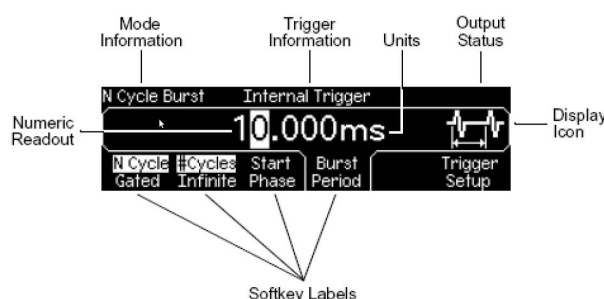 Mode Information
Trigger Information
Units
Output Status
N Cycle Burst Internal Trigger
Numeric Readout
10.000ms
Display Icon
N Cycle #Cycles Start Burst Trigger
Gated Infinite Phase Period Setup
Softkey Labels